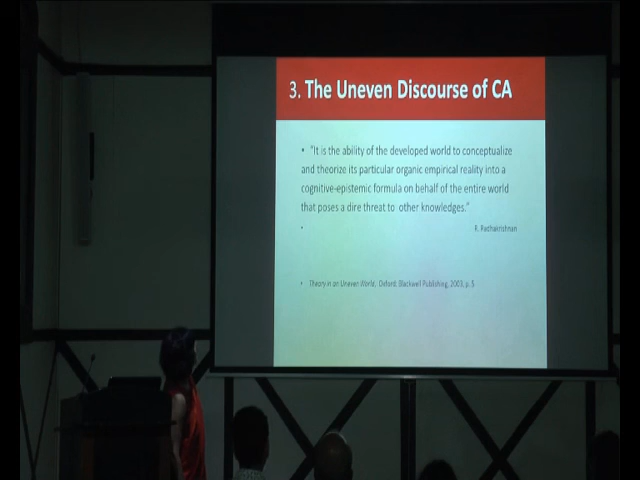 3. The Uneven Discourse of CA
• "It is the ability of the developed world to conceptualize
and theorize its particular organic empirical reality into a
cognitive-epistemic formula on behalf of the entire world
that poses a dire threat to other knowledges."
• R. Radhakrishnan
• Theory in an Uneven World, Oxford: Blackwell Publishing, 2003, p. 5